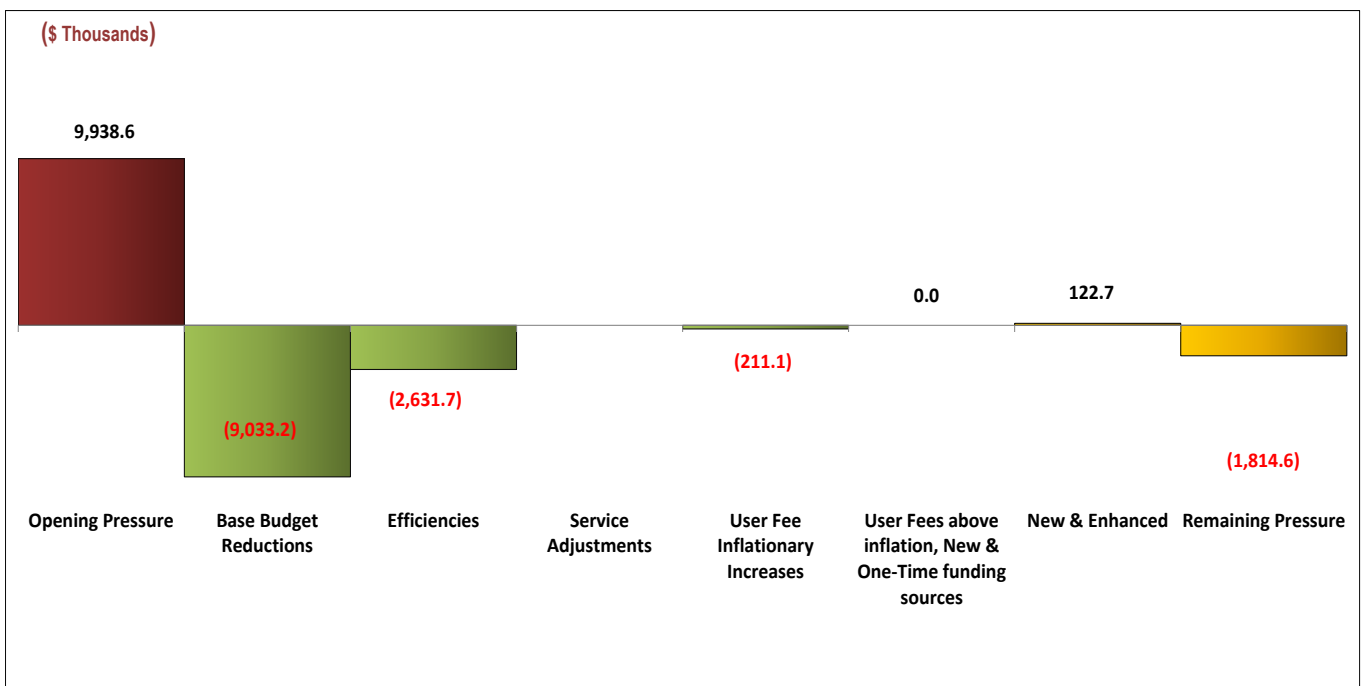 ($ Thousands)
9,938.6
0.0
122.7
(211.1)
(2,631.7)
(9,033.2)
(1,814.6)
Opening Pressure
Base Budget
Reductions
Efficiencies
Service
Adjustments
User Fee
Inflationary
Increases
User Fees above
inflation, New &
One-Time funding
sources
New & Enhanced
Remaining Pressure